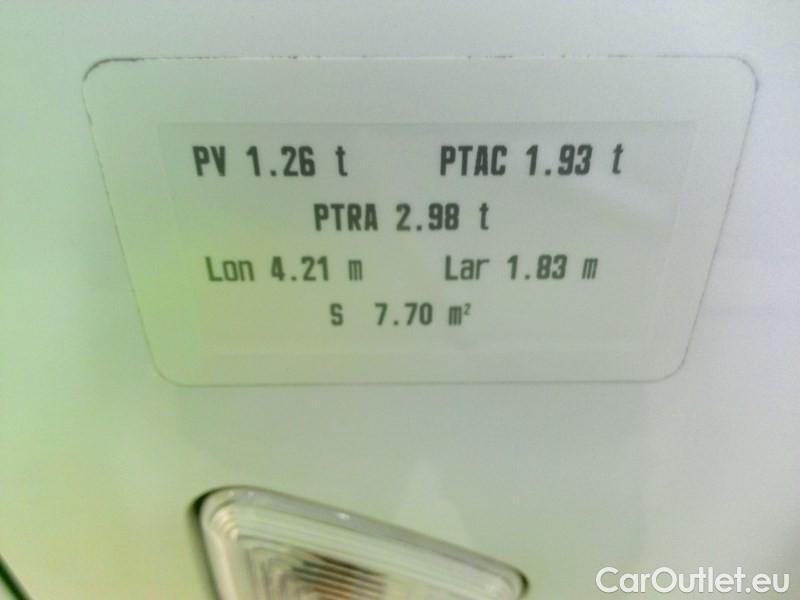 PV 1.26 t PTAC 1.93 t
PTRA 2.98 t
Lon 4.21 m Lar 1.83 m
S 7.70 m²
CarOutlet.eu